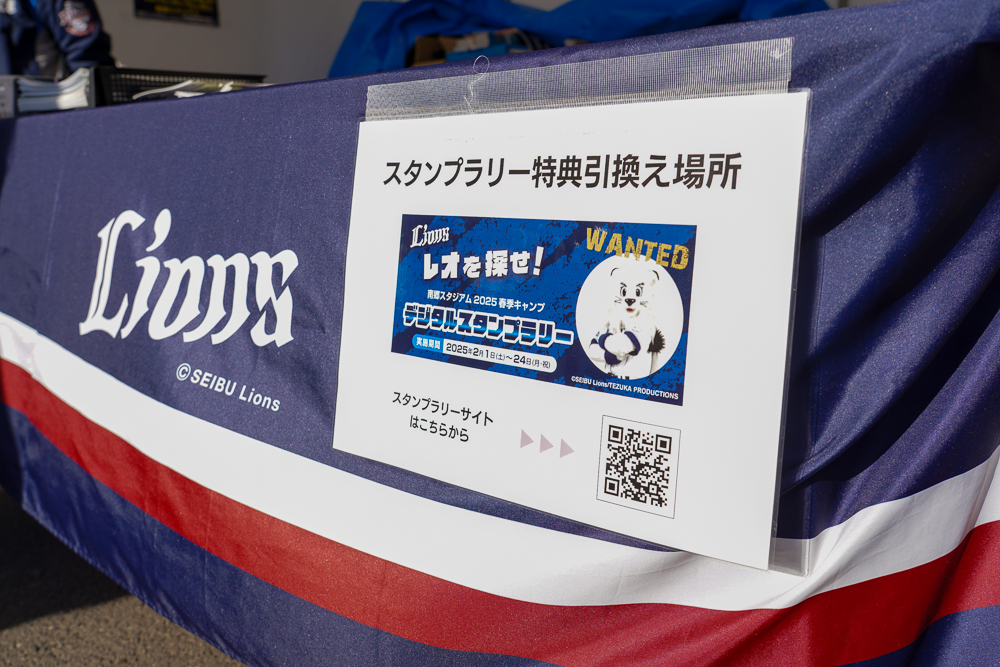 スタンプラリー特典引換え場所
Lions
レオを探せ!
WANTED
南郷スタジアム 2025 春季キャンプ
デジタルスタンプラリー
実施期間 2025年2月1日(土)〜24日(月・祝)
©SEIBU Lions/TEZUKA PRODUCTIONS
スタンプラリーサイト
はこちらから
Lions
©SEIBU Lions